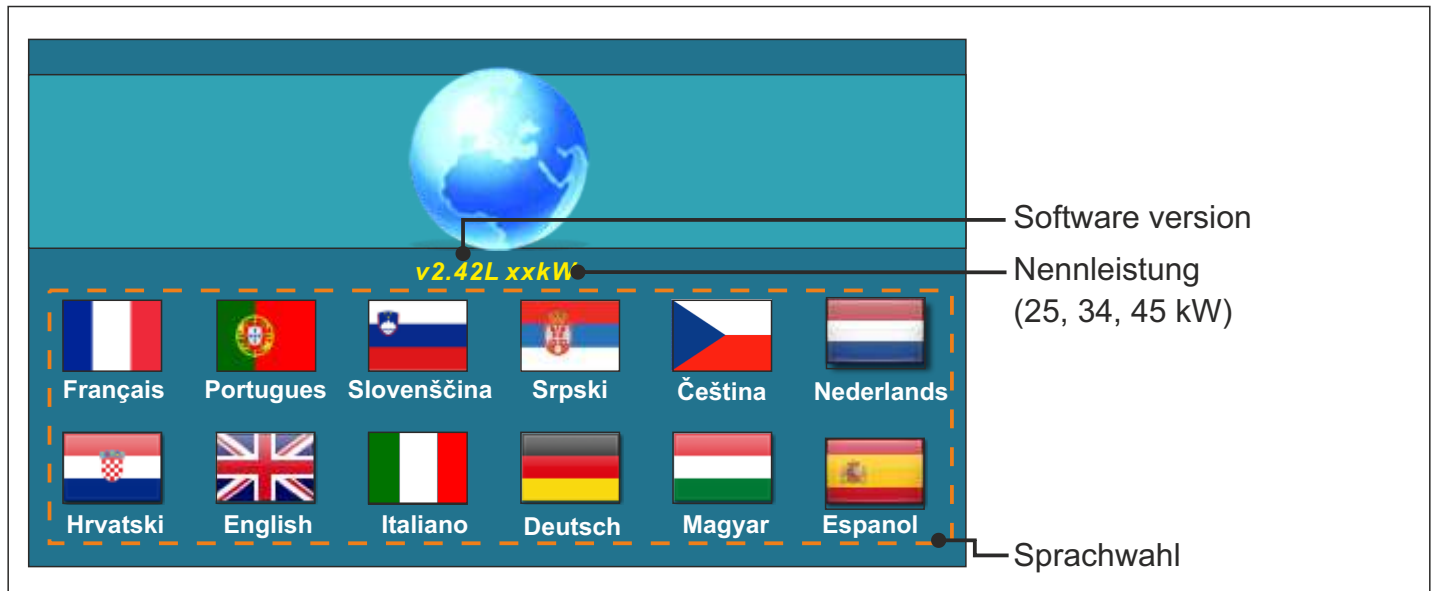 Software version
v2.42L xxkW
Nennleistung
(25, 34, 45 kW)
Français Portugues Slovenščina Srpski Čeština Nederlands
Hrvatski English Italiano Deutsch Magyar Espanol
Sprachwahl